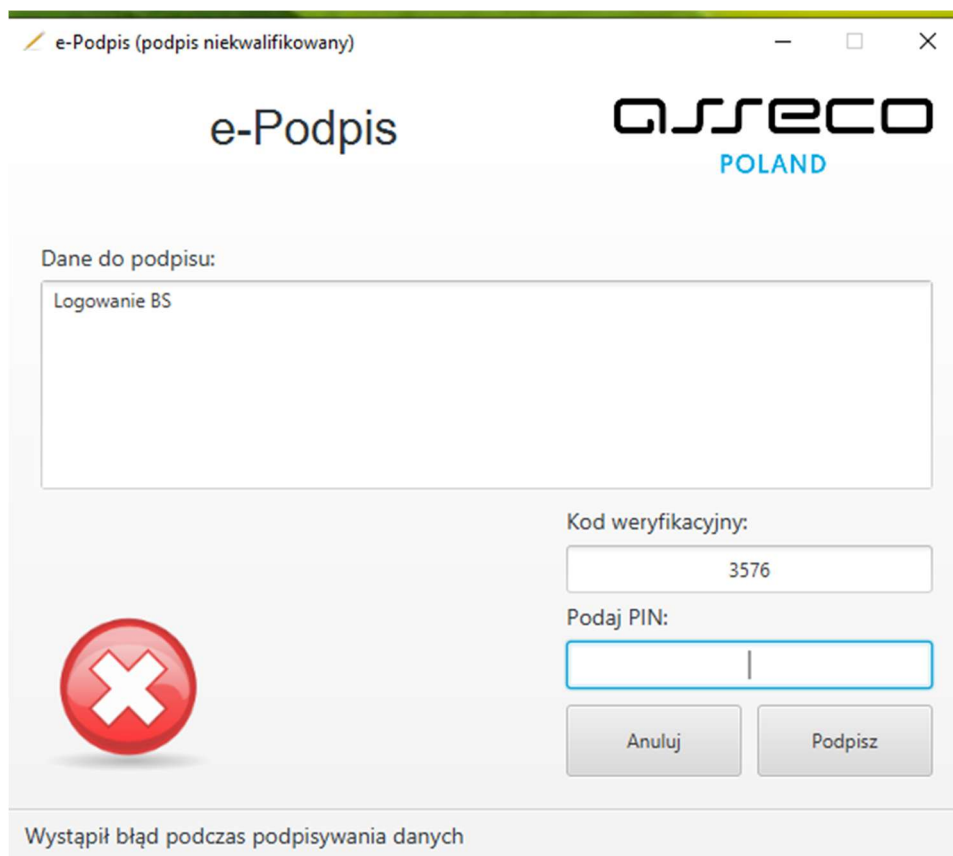 e-Podpis (podpis niekwalifikowany)
e-Podpis
asseco
POLAND
Dane do podpisu:
Logowanie BS
Kod weryfikacyjny:
3576
Podaj PIN:
Anuluj
Podpisz
Wystąpił błąd podczas podpisywania danych